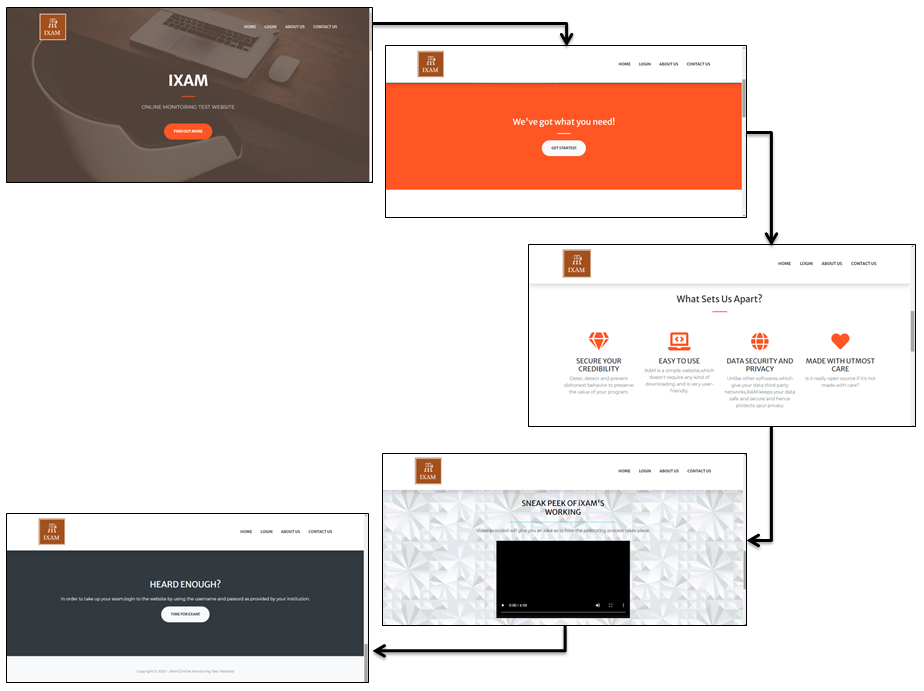 IXAM
HOME LOGIN ABOUT US CONTACT US
IXAM
ONLINE MONITORING TEST WEBSITE
FIND OUT MORE
IXAM
HOME LOGIN ABOUT US CONTACT US
We've got what you need!
GET STARTED!
IXAM
HOME LOGIN ABOUT US CONTACT US
What Sets Us Apart?
SECURE YOUR
CREDIBILITY
Deter, detect and prevent
dishonest behavior to preserve
the value of your program.
EASY TO USE
iXAM is a simple website,which
doesn't require any kind of
downloading and is very user-
friendly.
DATA SECURITY AND
PRIVACY
Unlike other softwares which
give your data third party
networks,iXAM keeps your data
safe and secure and hence
protects ypur privacy
MADE WITH UTMOST
CARE
Is it really open source if it's not
made with care?
IXAM
HOME LOGIN ABOUT US CONTACT US
SNEAK PEEK OF iXAM'S
WORKING
Video provided will give you an idea as to how the proctoring process takes place.
0:00 / 4:59
IXAM
HOME LOGIN ABOUT US CONTACT US
HEARD ENOUGH?
In order to take up your exam,login to the website by using the username and passord as provided by your institution.
TIME FOR EXAM!
Online Monitoring Test Website